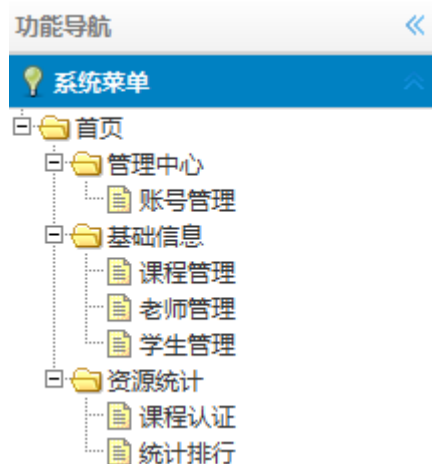 功能导航
系统菜单
首页
管理中心
账号管理
基础信息
课程管理
老师管理
学生管理
资源统计
课程认证
统计排行